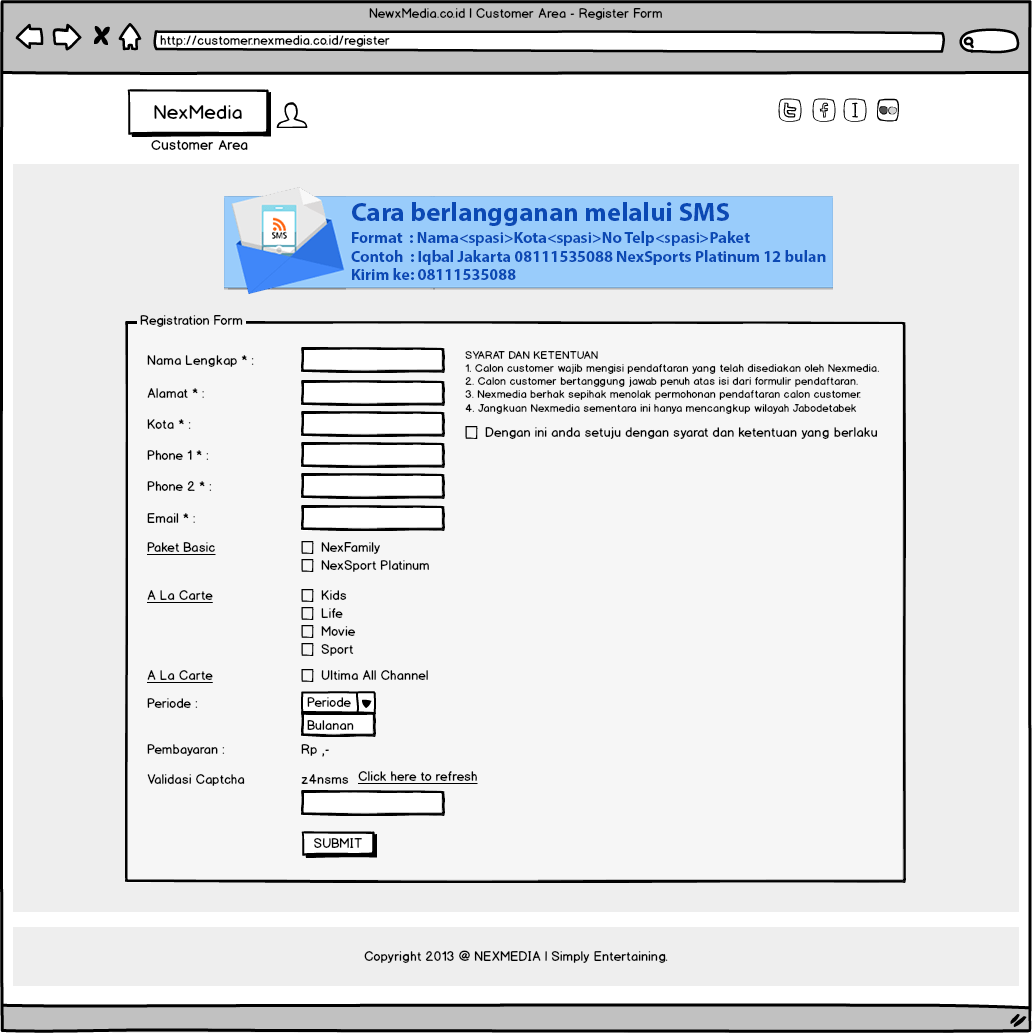 NewxMedia.co.id | Customer Area - Register Form
http://customer.nexmedia.co.id/register
NexMedia
Customer Area
SMS
Cara berlangganan melalui SMS
Format : Nama<spasi>Kota<spasi>No Telp<spasi>Paket
Contoh : Iqbal Jakarta 08111535088 NexSports Platinum 12 bulan
Kirim ke: 08111535088
Registration Form
Nama Lengkap * :
Alamat * :
Kota * :
Phone 1 * :
Phone 2 * :
Email * :
Paket Basic
NexFamily
NexSport Platinum
A La Carte
Kids
Life
Movie
Sport
A La Carte
Ultima All Channel
Periode :
Periode
Bulanan
Pembayaran :
Rp ,-
Validasi Captcha
z4nsms Click here to refresh
SUBMIT
SYARAT DAN KETENTUAN
1. Calon customer wajib mengisi pendaftaran yang telah disediakan oleh Nexmedia.
2. Calon customer bertanggung jawab penuh atas isi dari formulir pendaftaran.
3. Nexmedia berhak sepihak menolak permohonan pendaftaran calon customer.
4. Jangkuan Nexmedia sementara ini hanya mencangkup wilayah Jabodetabek
Dengan ini anda setuju dengan syarat dan ketentuan yang berlaku
Copyright 2013 @ NEXMEDIA | Simply Entertaining.